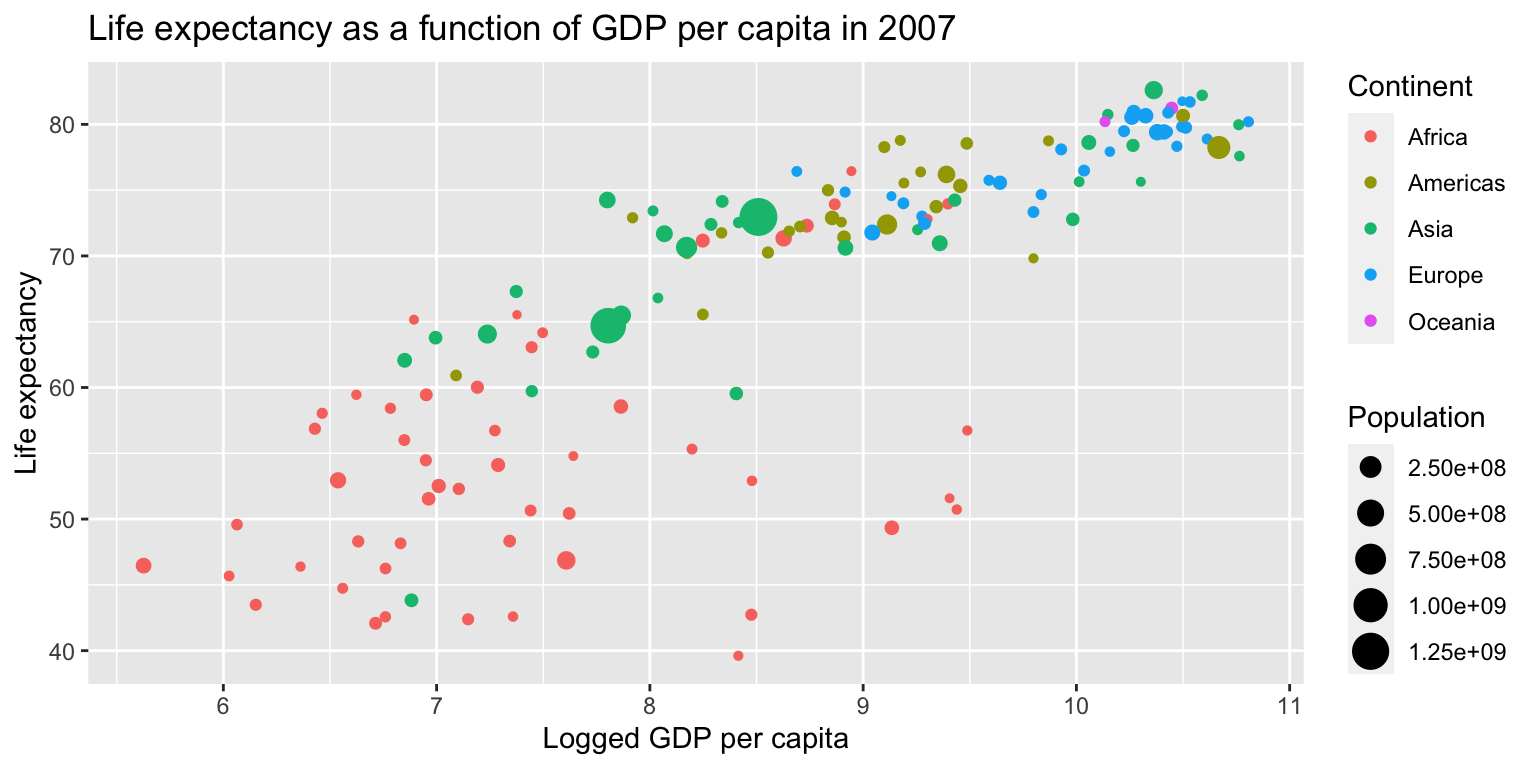 Life expectancy as a function of GDP per capita in 2007
Life expectancy
80
70
60
50
40
6 7 8 9 10 11
Logged GDP per capita
Continent
Africa
Americas
Asia
Europe
Oceania
Population
2.50e+08
5.00e+08
7.50e+08
1.00e+09
1.25e+09